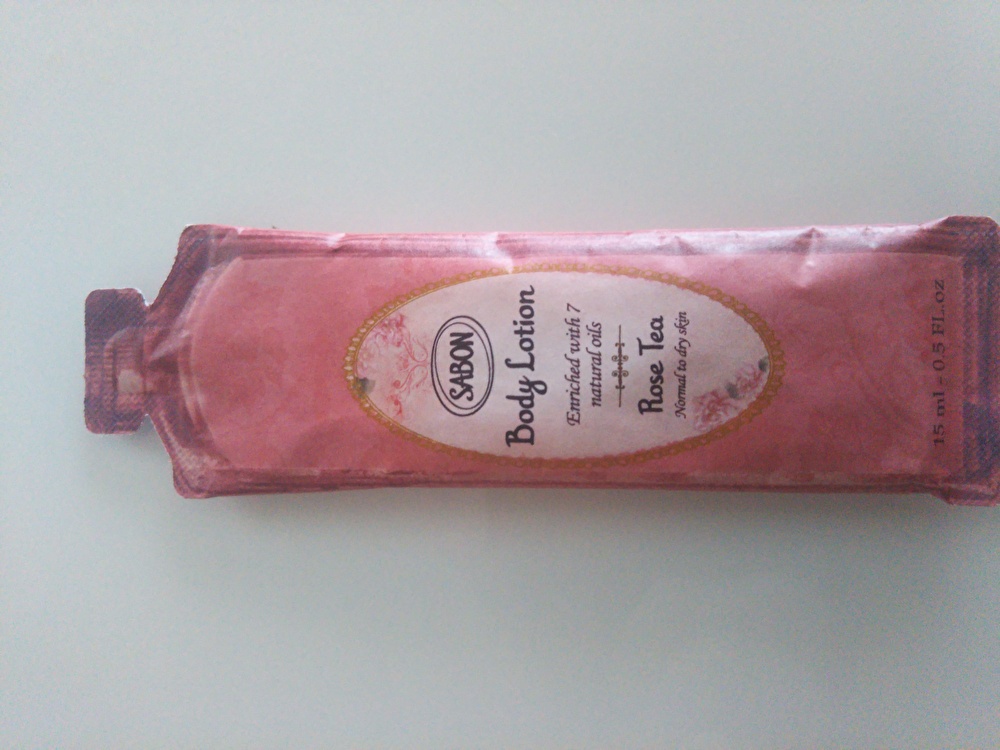 SABON
Body Lotion
Enriched with 7
natural oils
Rose Tea
Normal to dry skin
15 ml - 0.5 FL.oz